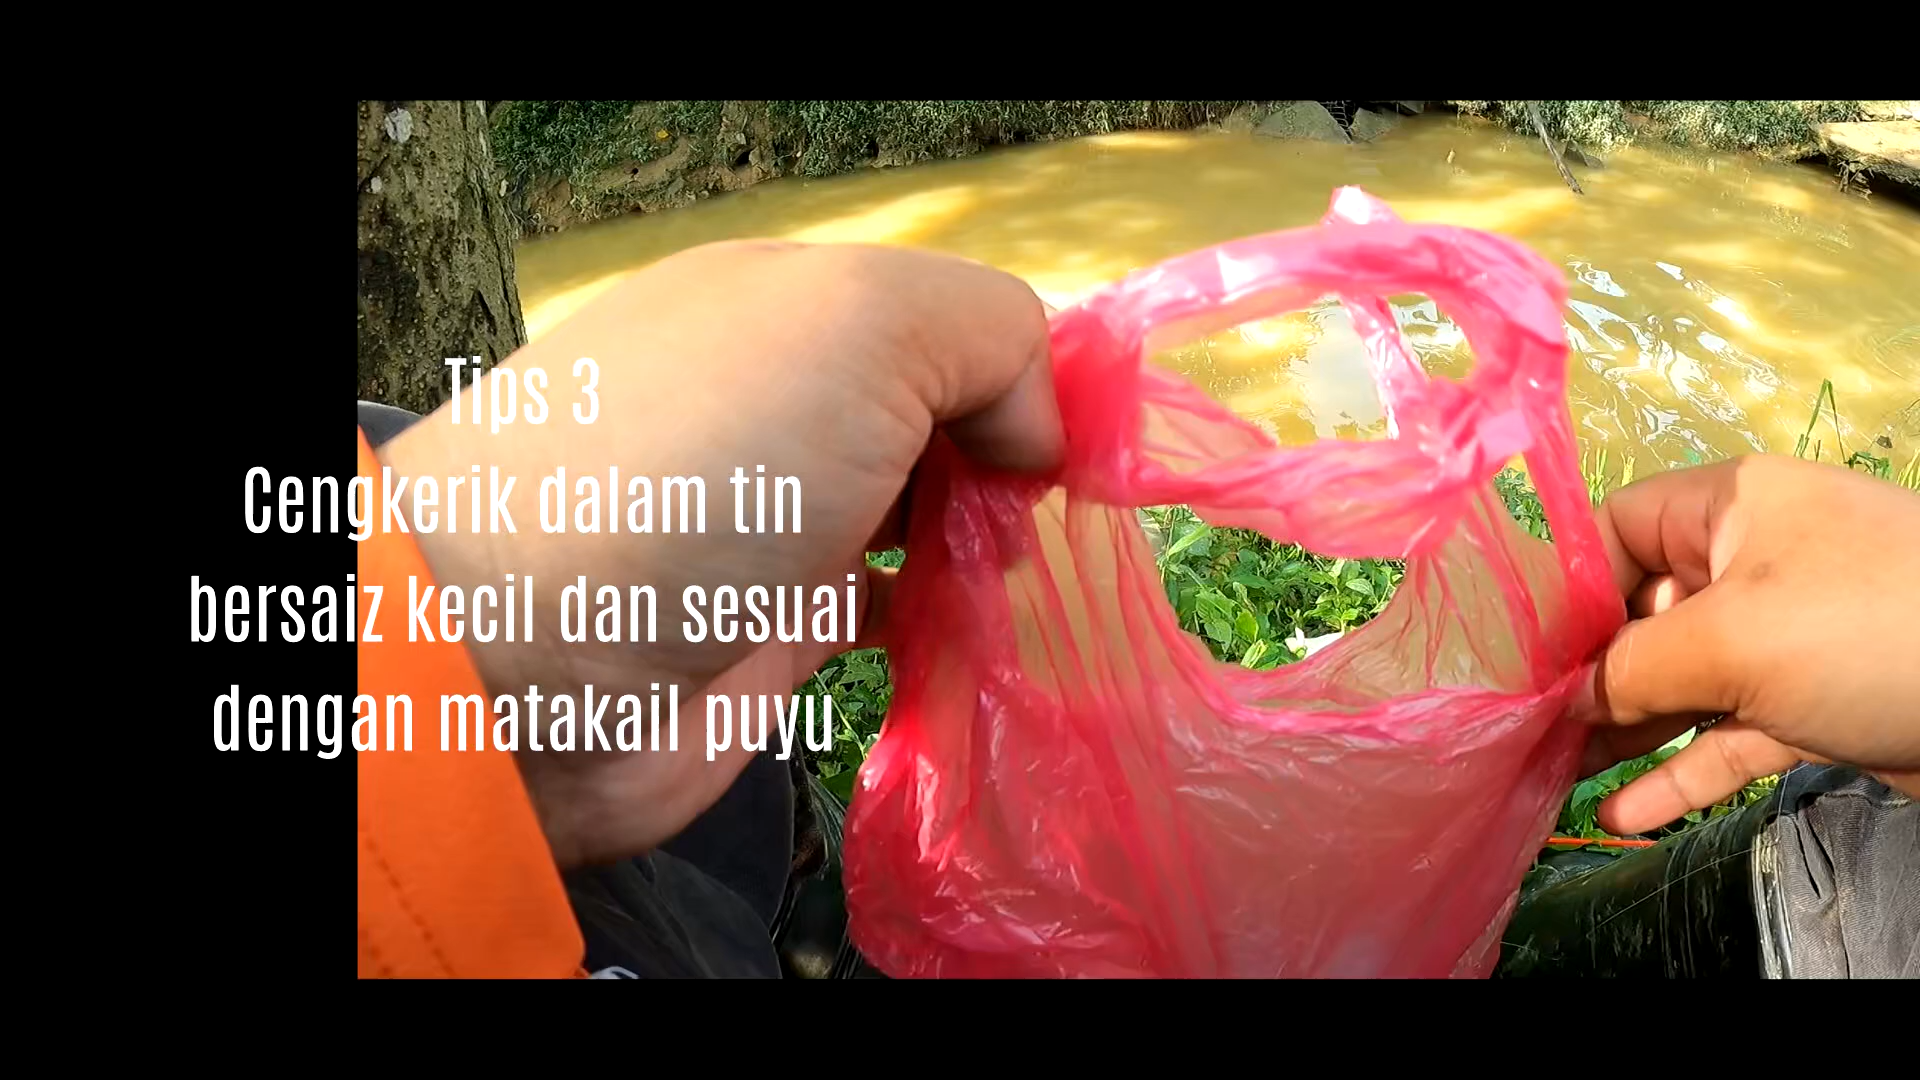 Tips 3
Cengkerik dalam tin
bersaiz kecil dan sesuai
dengan matakail puyu